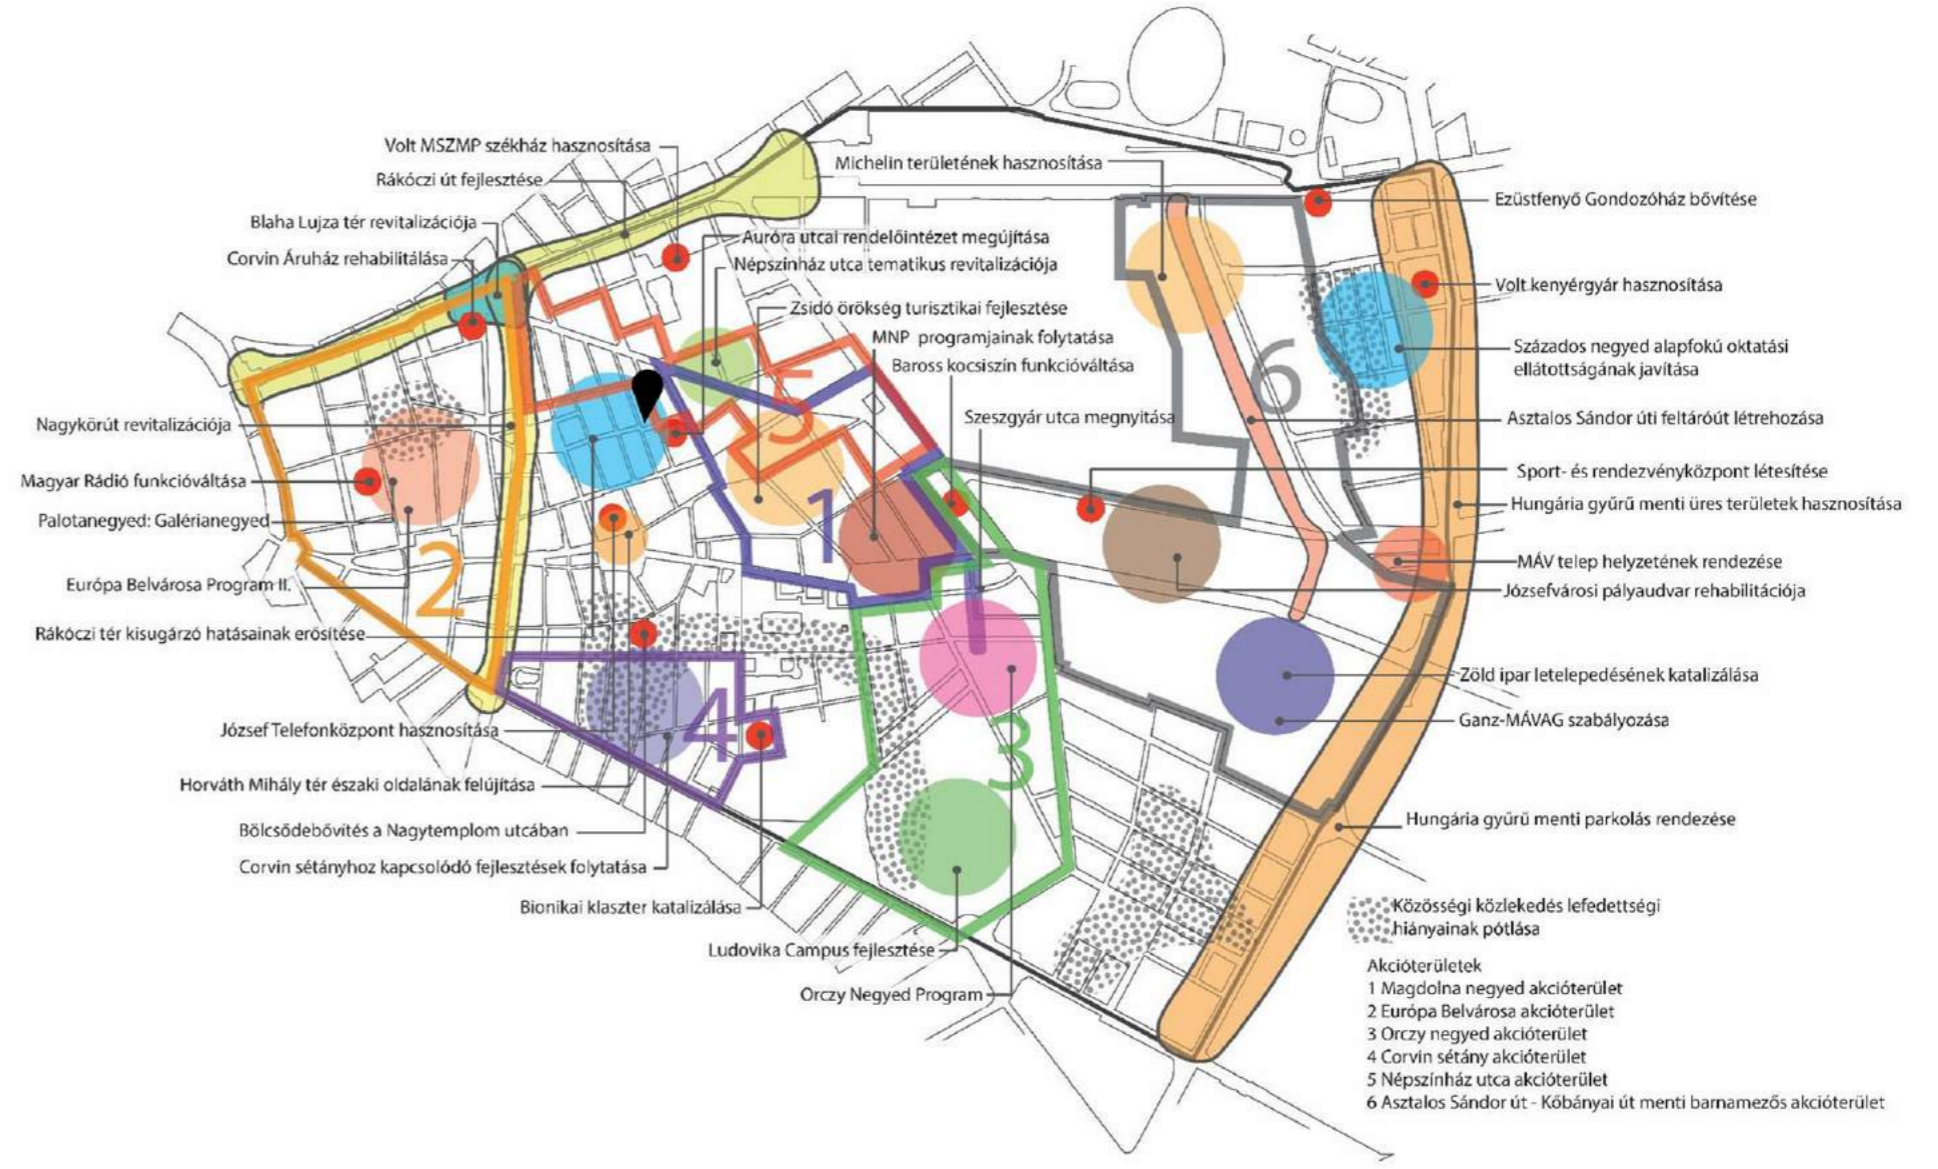 Volt MSZMP székház hasznosítása
Rákóczi út fejlesztése
Blaha Lujza tér revitalizációja
Corvin Áruház rehabilitálása
Nagykörút revitalizációja
Magyar Rádió funkcióváltása
Palotanegyed: Galérianegyed
Európa Belvárosa Program II.
Rákóczi tér kisugárzó hatásainak erősítése
József Telefonközpont hasznosítása
Horváth Mihály tér északi oldalának felújítása
Bölcsődebővítés a Nagytemplom utcában
Corvin sétányhoz kapcsolódó fejlesztések folytatása
Bionikai klaszter katalizálása
Ludovika Campus fejlesztése
Orczy Negyed Program
Michelin területének hasznosítása
Auróra utcai rendelőintézet megújítása
Népszínház utca tematikus revitalizációja
Zsidó örökség turisztikai fejlesztése
MNP programjainak folytatása
Baross kocsiszín funkcióváltása
Szeszgyár utca megnyitása
1
2
3
4
5
6
Ezüstfenyő Gondozóház bővítése
Volt kenyérgyár hasznosítása
Százados negyed alapfokú oktatási
ellátottságának javítása
Asztalos Sándor úti feltáróút létrehozása
Sport- és rendezvényközpont létesítése
Hungária gyűrű menti üres területek hasznosítása
MÁV telep helyzetének rendezése
Józsefvárosi pályaudvar rehabilitációja
Zöld ipar letelepedésének katalizálása
Ganz-MÁVAG szabályozása
Hungária gyűrű menti parkolás rendezése
Közösségi közlekedés lefedettségi
hiányainak pótlása
Akcióterületek
1 Magdolna negyed akcióterület
2 Európa Belvárosa akcióterület
3 Orczy negyed akcióterület
4 Corvin sétány akcióterület
5 Népszínház utca akcióterület
6 Asztalos Sándor út - Kőbányai út menti barnamezős akcióterület